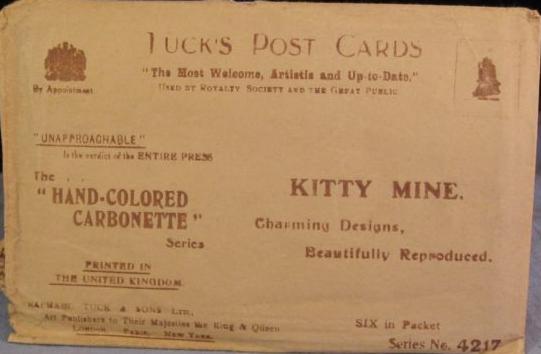 TUCK'S POST CARDS
"The Most Welcome, Artistic and Up-to-Date."
USED BY ROYALTY SOCIETY AND THE GREAT PUBLIC
By Appointment
"UNAPPROACHABLE"
Is the verdict of the ENTIRE PRESS
The . .
"HAND-COLORED
CARBONETTE"
Series
PRINTED IN
THE UNITED KINGDOM
KITTY MINE.
Charming Designs,
Beautifully Reproduced.
RAPHAEL TUCK & SONS LTD.,
Art Publishers to Their Majesties the King & Queen
LONDON. PARIS. NEW YORK.
SIX in Packet
Series No. 4217